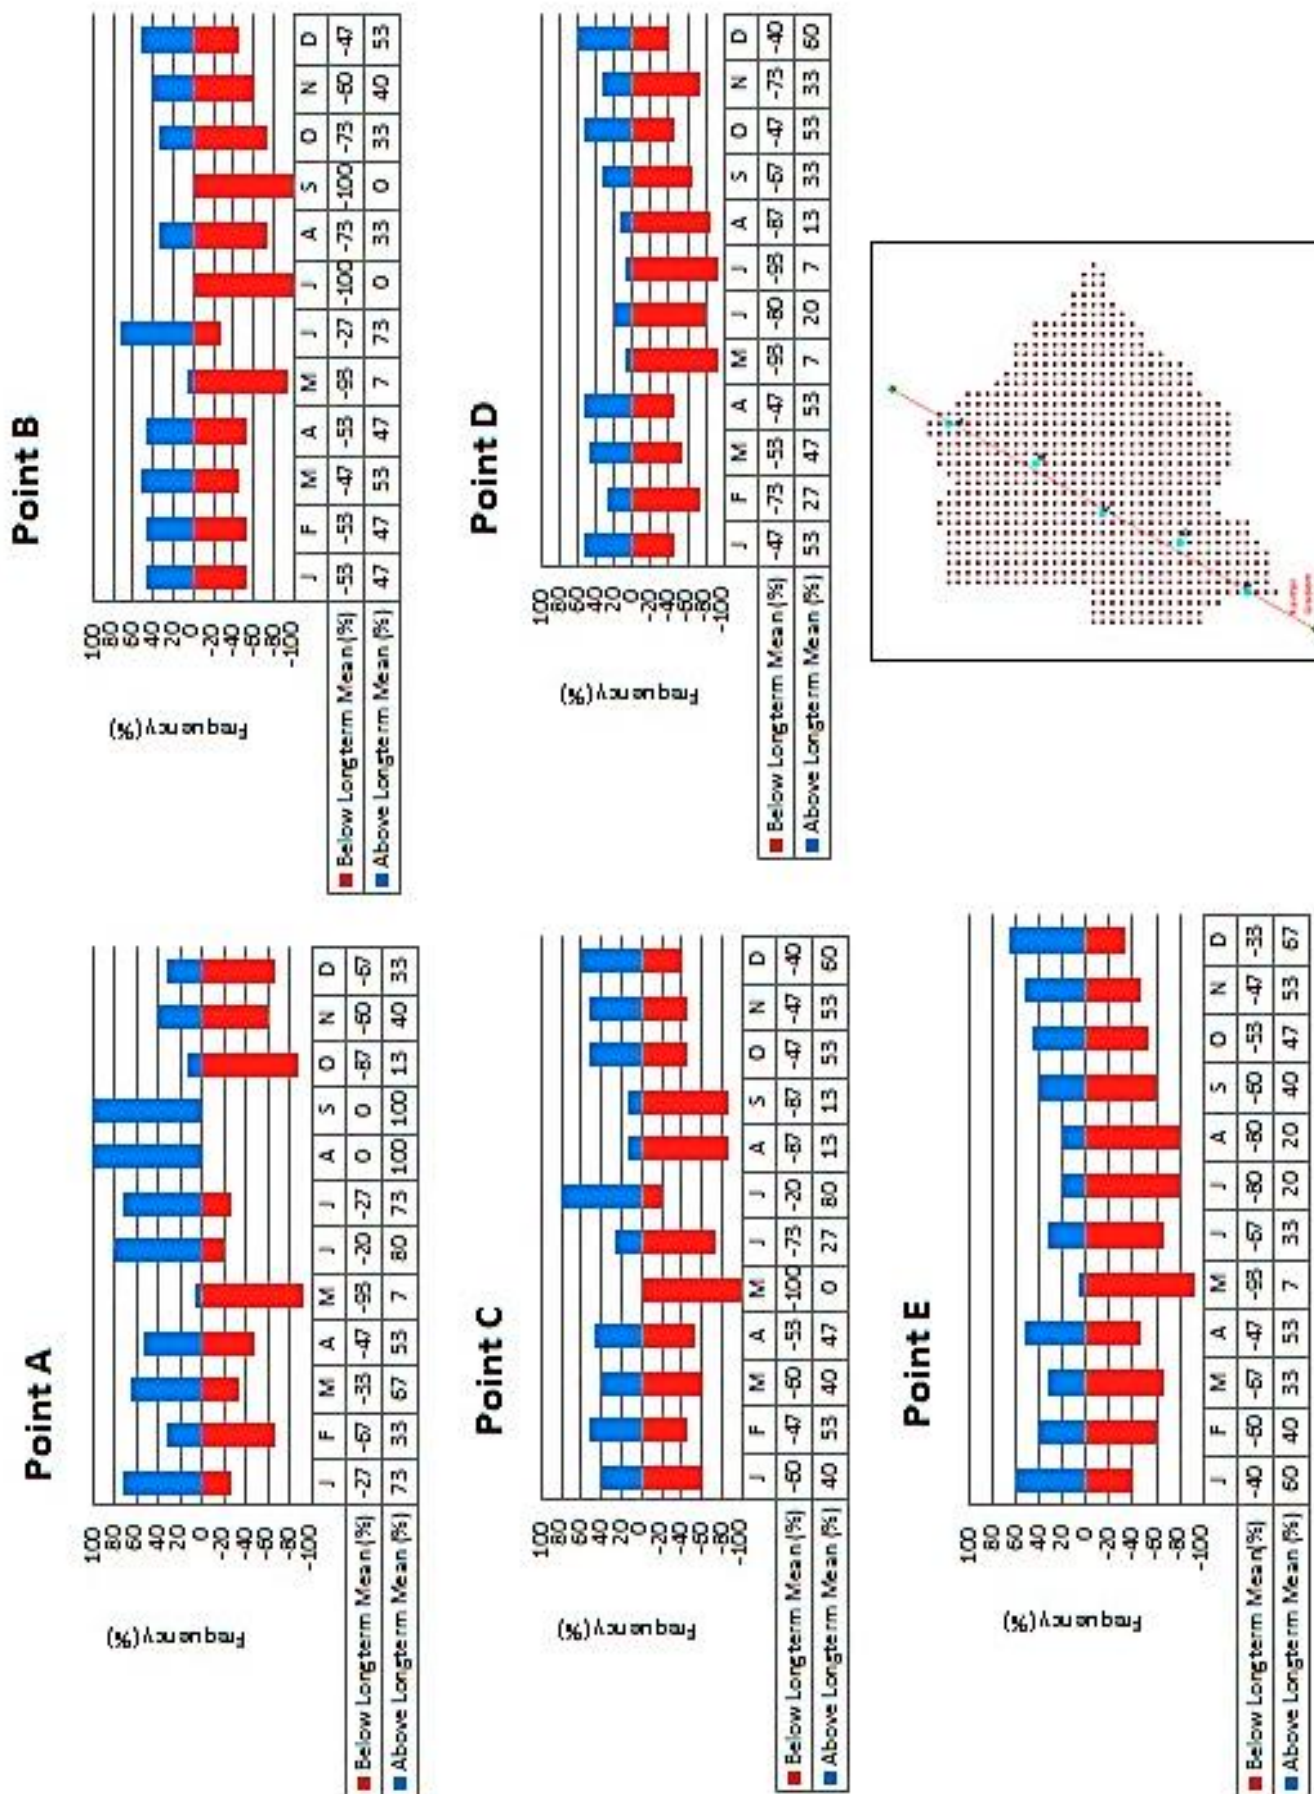 Point A
Frequency (%)
100
80
60
40
20
0
-20
-40
-60
-80
-100
J F M A M J J A S O N D
Below Longterm Mean (%) -27 -67 -33 -47 -93 -20 -27 0 0 -87 -60 -67
Above Longterm Mean (%) 73 33 67 53 7 80 73 100 100 13 40 33
Point B
Frequency (%)
100
80
60
40
20
0
-20
-40
-60
-80
-100
J F M A M J J A S O N D
Below Longterm Mean (%) -53 -53 -47 -53 -93 -27 -100 -73 -100 -73 -60 -47
Above Longterm Mean (%) 47 47 53 47 7 73 0 33 0 33 40 53
Point C
Frequency (%)
100
80
60
40
20
0
-20
-40
-60
-80
-100
J F M A M J J A S O N D
Below Longterm Mean (%) -60 -47 -60 -53 -100 -73 -20 -87 -87 -47 -47 -40
Above Longterm Mean (%) 40 53 40 47 0 27 80 13 13 53 53 60
Point D
Frequency (%)
100
80
60
40
20
0
-20
-40
-60
-80
-100
J F M A M J J A S O N D
Below Longterm Mean (%) -47 -73 -53 -47 -93 -80 -93 -87 -67 -47 -73 -40
Above Longterm Mean (%) 53 27 47 53 7 20 7 13 33 53 33 60
Point E
Frequency (%)
100
80
60
40
20
0
-20
-40
-60
-80
-100
J F M A M J J A S O N D
Below Longterm Mean (%) -40 -60 -67 -47 -93 -67 -80 -80 -60 -53 -47 -33
Above Longterm Mean (%) 60 40 33 53 7 33 20 20 40 47 53 67